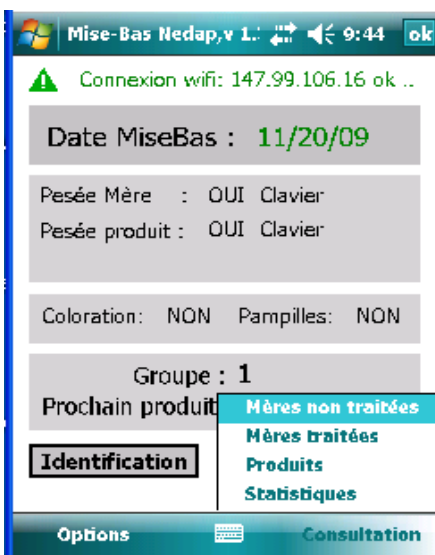 Mise-Bas Nedap,v 1.: 9:44 ok
Connexion wifi: 147.99.106.16 ok ..
Date MiseBas : 11/20/09
Pesée Mère : OUI Clavier
Pesée produit : OUI Clavier
Coloration: NON Pampilles: NON
Groupe : 1
Prochain produit
Mères non traitées
Mères traitées
Identification
Produits
Statistiques
Options Consultation